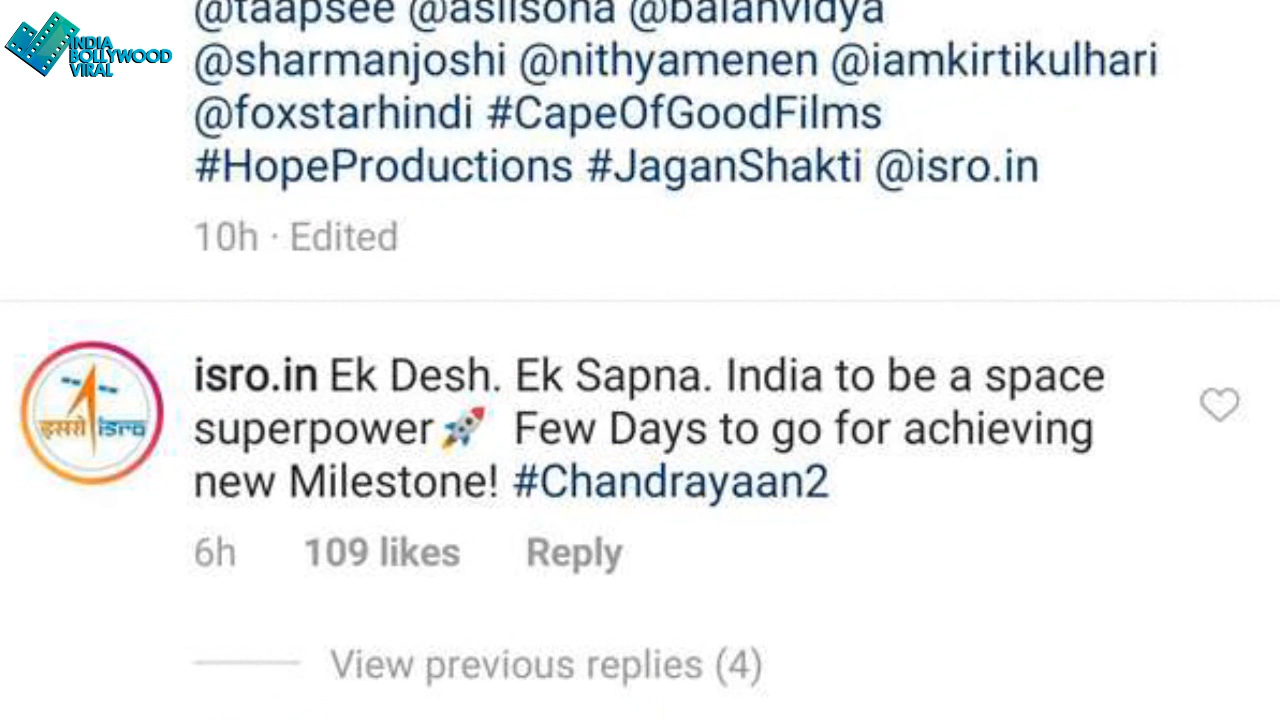 INDIA
BOLLYWOOD
VIRAL
@taapsee @aslisona @balanvidya
@sharmanjoshi @nithyamenen @iamkirtikulhari
@foxstarhindi #CapeOfGoodFilms
#HopeProductions #JaganShakti @isro.in
10h · Edited
इसरो isro
isro.in Ek Desh. Ek Sapna. India to be a space
superpower🚀 Few Days to go for achieving
new Milestone! #Chandrayaan2
6h 109 likes Reply
View previous replies (4)